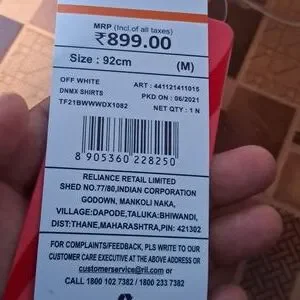 MRP (Incl.of all taxes)
₹899.00
Size : 92cm (M)
OFF WHITE ART : 441121411015
DNMX SHIRTS PKD ON : 06/2021
TF21BWWWDX1082 NET QTY : 1 N
8 905360 228250
RELIANCE RETAIL LIMITED
SHED NO.77/80,INDIAN CORPORATION
GODOWN, MANKOLI NAKA,
VILLAGE:DAPODE,TALUKA:BHIWANDI,
DIST:THANE,MAHARASHTRA,PIN: 421302
FOR COMPLAINTS/FEEDBACK, PLS WRITE TO OUR
CUSTOMER CARE EXECUTIVE AT THE ABOVE ADDRESS
customerservice@ril.com or
CALL 1800 102 7382 / 1800 233 7382